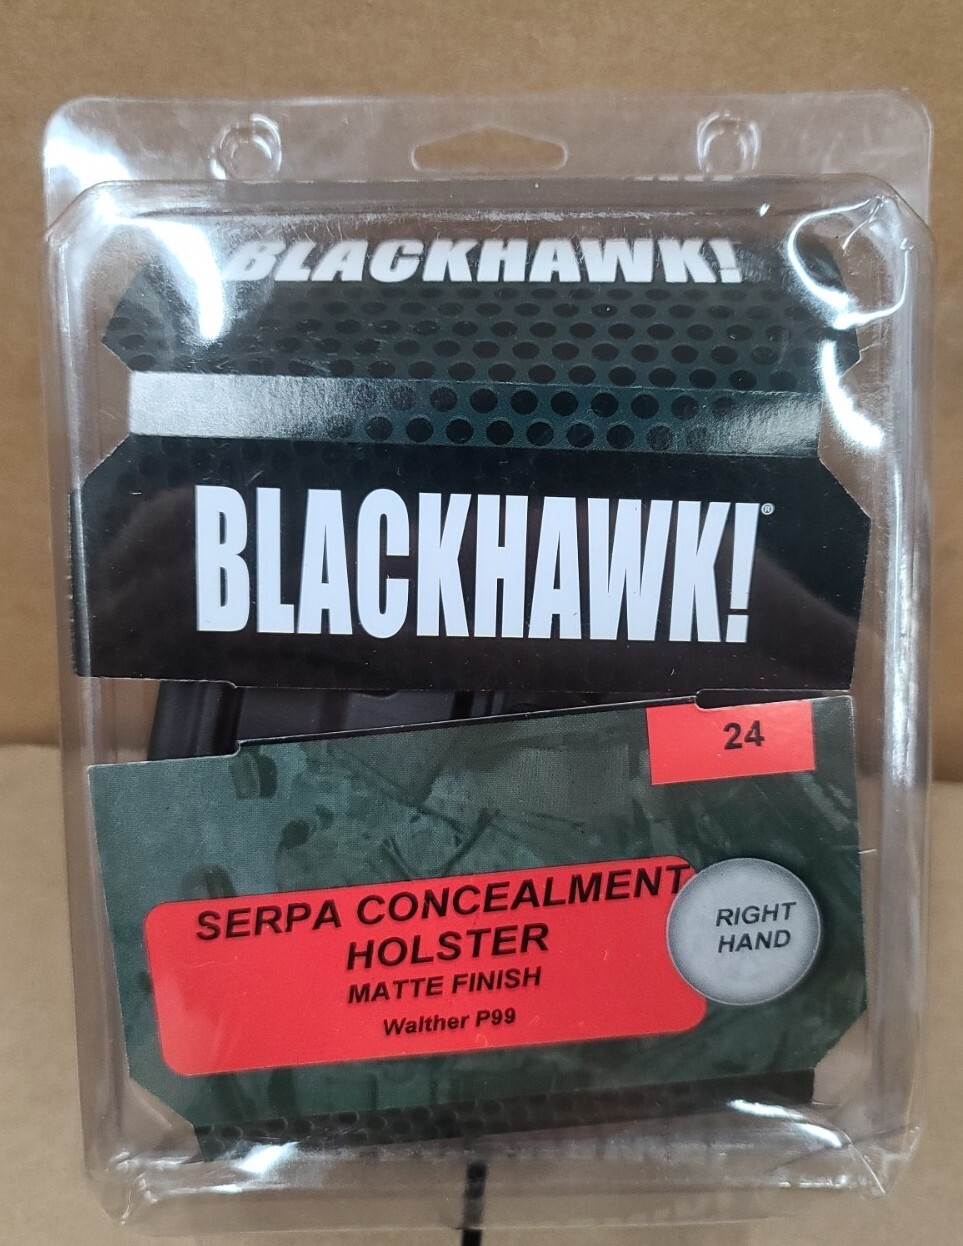 BLACKHAWK!
BLACKHAWK!®
24
SERPA CONCEALMENT
HOLSTER
MATTE FINISH
Walther P99
RIGHT
HAND